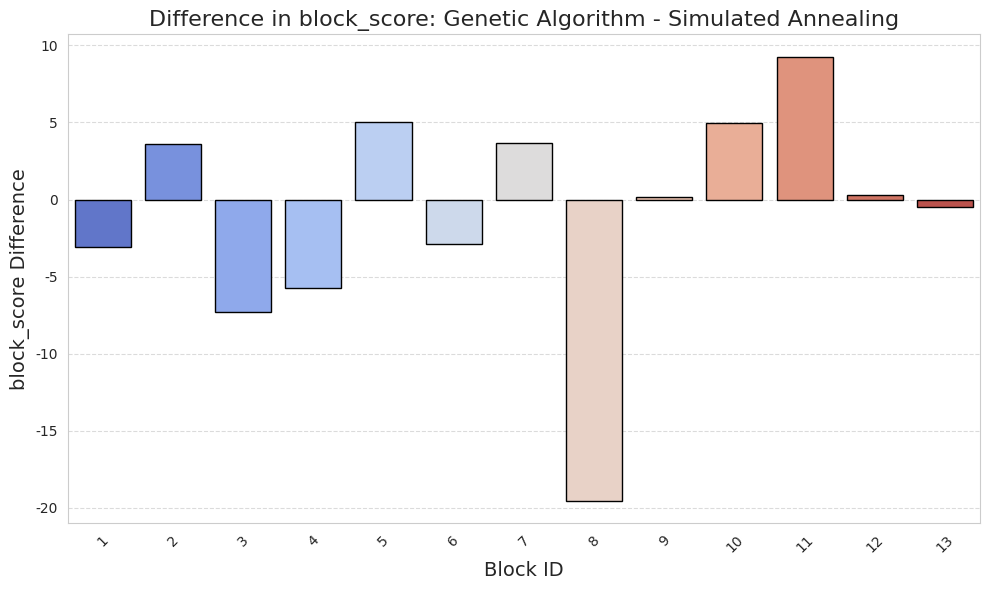 Difference in block_score: Genetic Algorithm - Simulated Annealing
block_score Difference
10
5
0
-5
-10
-15
-20
1 2 3 4 5 6 7 8 9 10 11 12 13
Block ID